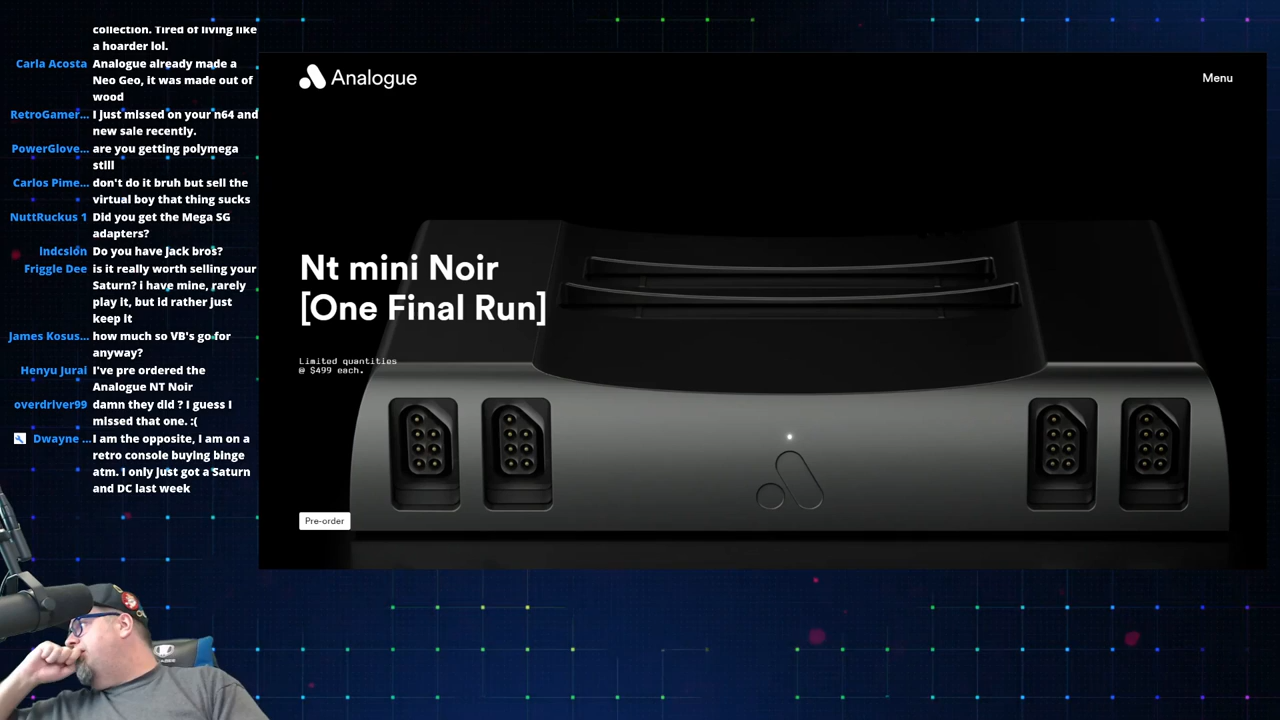 collection. Tired of living like
a hoarder lol.
Carla Acosta Analogue already made a
Neo Geo, it was made out of
wood
RetroGamer... I just missed on your n64 and
new sale recently.
PowerGlove... are you getting polymega
still
Carlos Pime... don't do it bruh but sell the
virtual boy that thing sucks
NuttRuckus 1 Did you get the Mega SG
adapters?
Indcsion Do you have Jack bros?
Friggle Dee is it really worth selling your
Saturn? i have mine, rarely
play it, but id rather just
keep it
James Kosus... how much so VB's go for
anyway?
Henyu Jurai I've pre ordered the
Analogue NT Noir
overdriver99 damn they did ? I guess I
missed that one. :(
Dwayne ... I am the opposite, I am on a
retro console buying binge
atm. I only just got a Saturn
and DC last week
Analogue
Menu
Nt mini Noir
[One Final Run]
Limited quantities
@ $499 each.
Pre-order